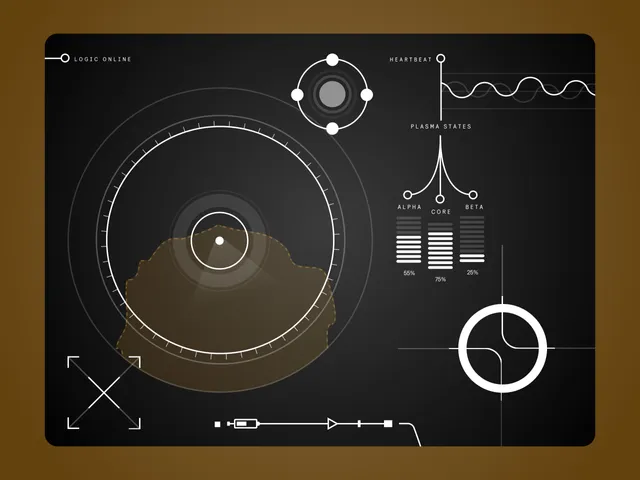 LOGIC ONLINE
HEARTBEAT
PLASMA STATES
ALPHA
CORE
BETA
55%
75%
25%